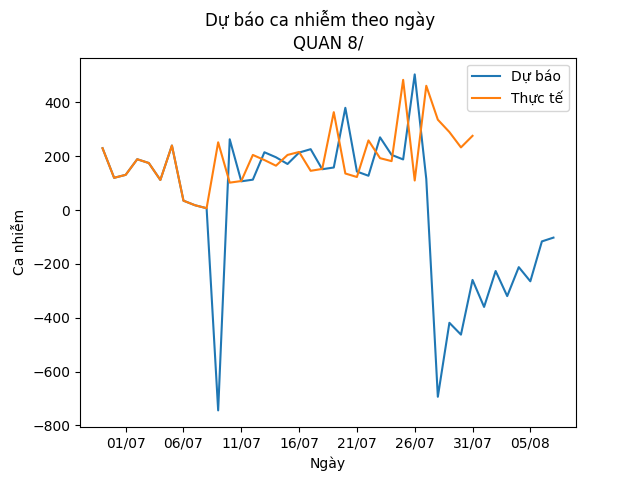 Dự báo ca nhiễm theo ngày
QUAN 8/
Dự báo
Thực tế
Ca nhiễm
400
200
0
−200
−400
−600
−800
01/07
06/07
11/07
16/07
21/07
26/07
31/07
05/08
Ngày